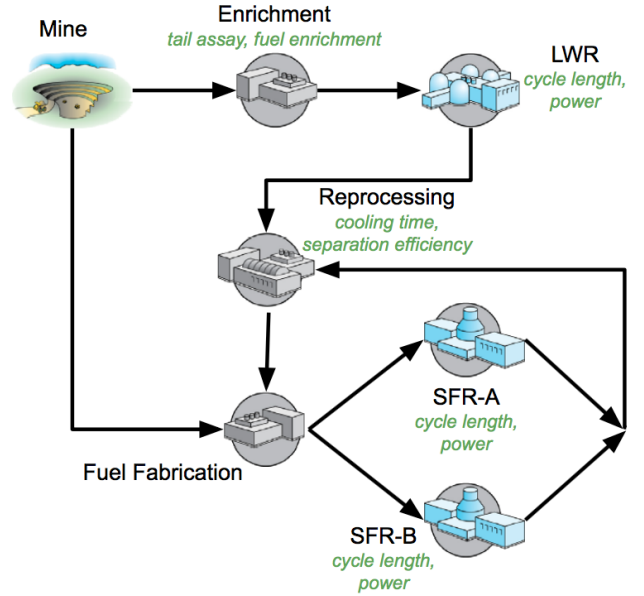 Mine
Enrichment
tail assay, fuel enrichment
LWR
cycle length,
power
Reprocessing
cooling time,
separation efficiency
SFR-A
cycle length,
power
Fuel Fabrication
SFR-B
cycle length,
power